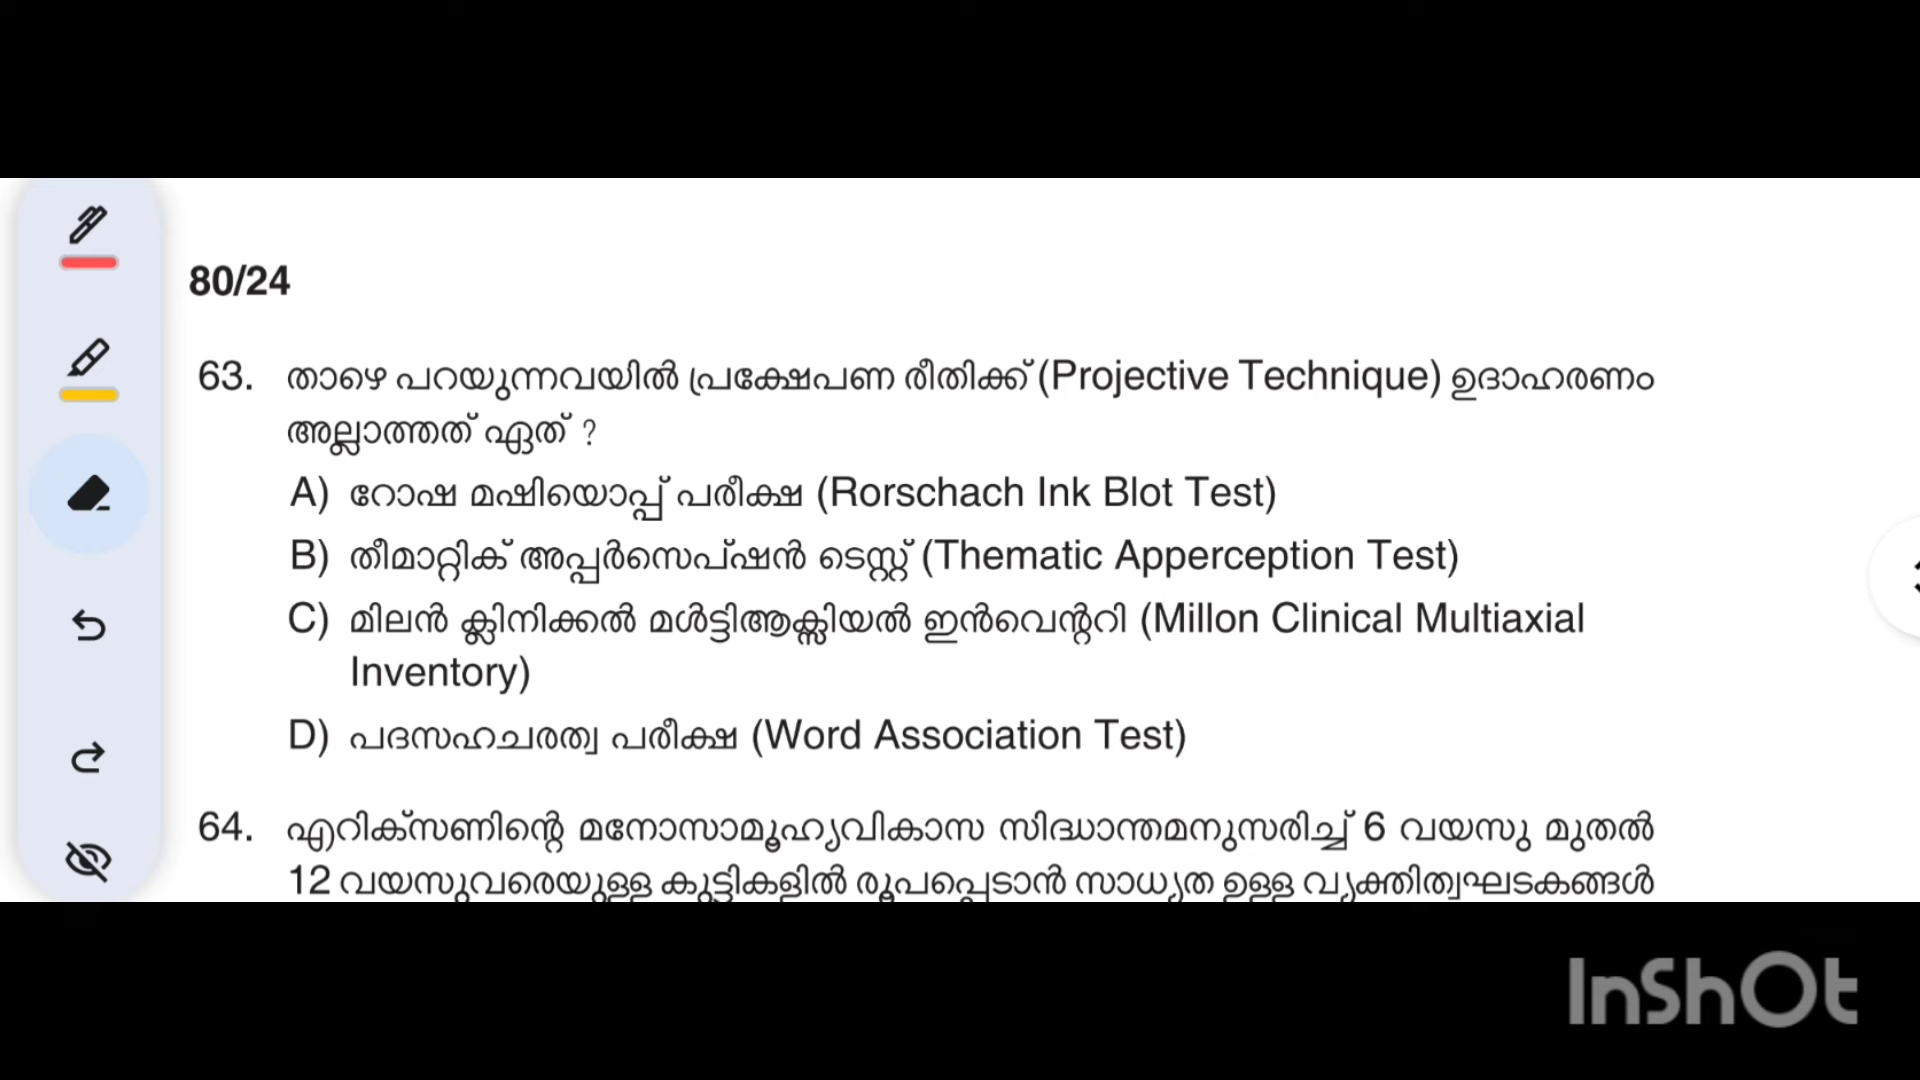 80/24
63. താഴെ പറയുന്നവയിൽ പ്രക്ഷേപണ രീതിക്ക് (Projective Technique) ഉദാഹരണം
അല്ലാത്തത് ഏത് ?
A) റോഷ മഷിയൊപ്പ് പരീക്ഷ (Rorschach Ink Blot Test)
B) തീമാറ്റിക് അപ്പർസെപ്ഷൻ ടെസ്റ്റ് (Thematic Apperception Test)
C) മിലൻ ക്ലിനിക്കൽ മൾട്ടിആക്സിയൽ ഇൻവെന്ററി (Millon Clinical Multiaxial
Inventory)
D) പദസഹചരത്വ പരീക്ഷ (Word Association Test)
64. എറിക്സണിന്റെ മനോസാമൂഹ്യവികാസ സിദ്ധാന്തമനുസരിച്ച് 6 വയസു മുതൽ
12 വയസുവരെയുള്ള കുട്ടികളിൽ രൂപപ്പെടാൻ സാധ്യത ഉള്ള വ്യക്തിത്വഘടകങ്ങൾ
InShOt